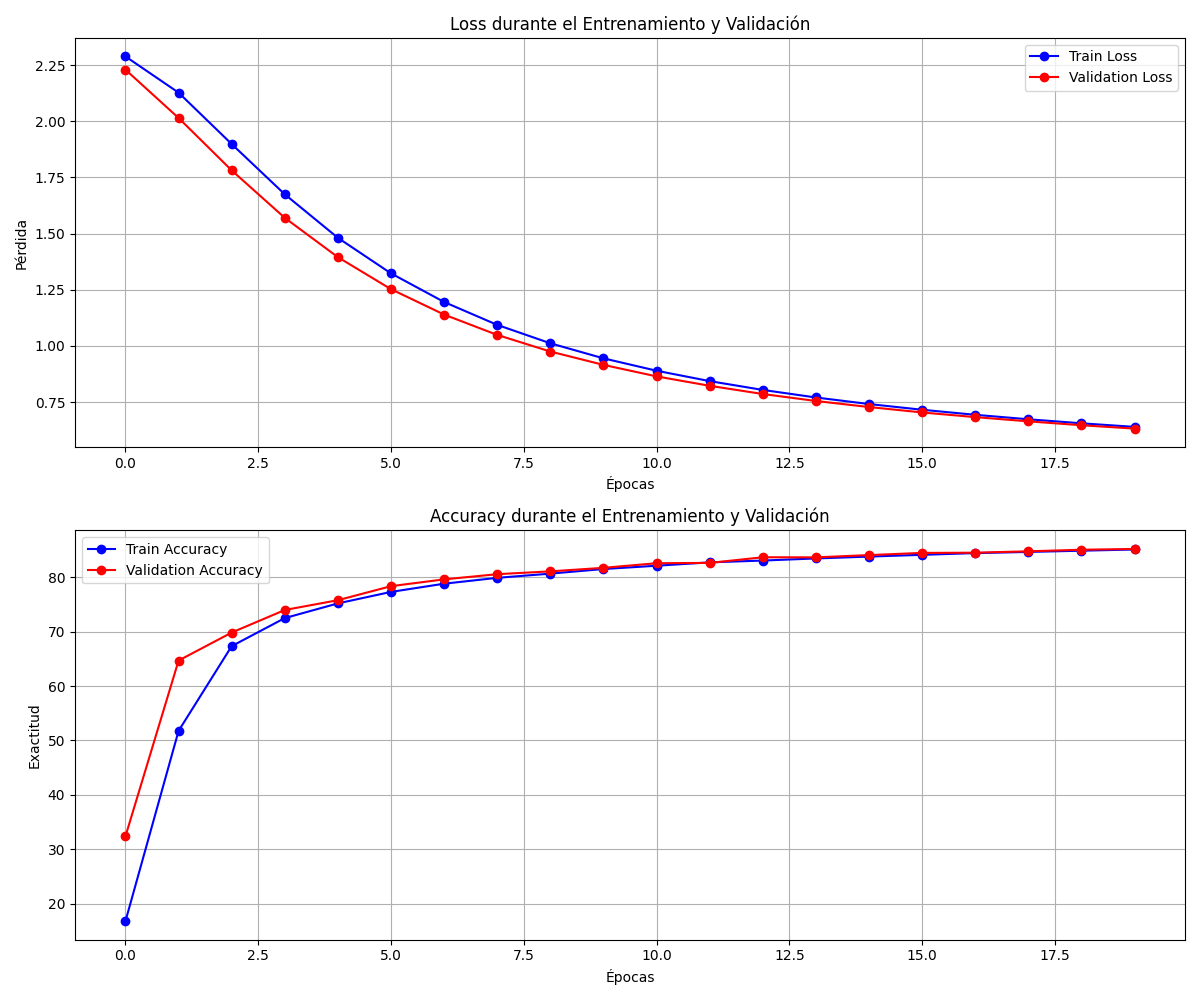 Loss durante el Entrenamiento y Validación
Train Loss
Validation Loss
2.25
2.00
1.75
1.50
1.25
1.00
0.75
Pérdida
0.0 2.5 5.0 7.5 10.0 12.5 15.0 17.5
Épocas
Accuracy durante el Entrenamiento y Validación
Train Accuracy
Validation Accuracy
80
70
60
50
40
30
20
Exactitud
0.0 2.5 5.0 7.5 10.0 12.5 15.0 17.5
Épocas